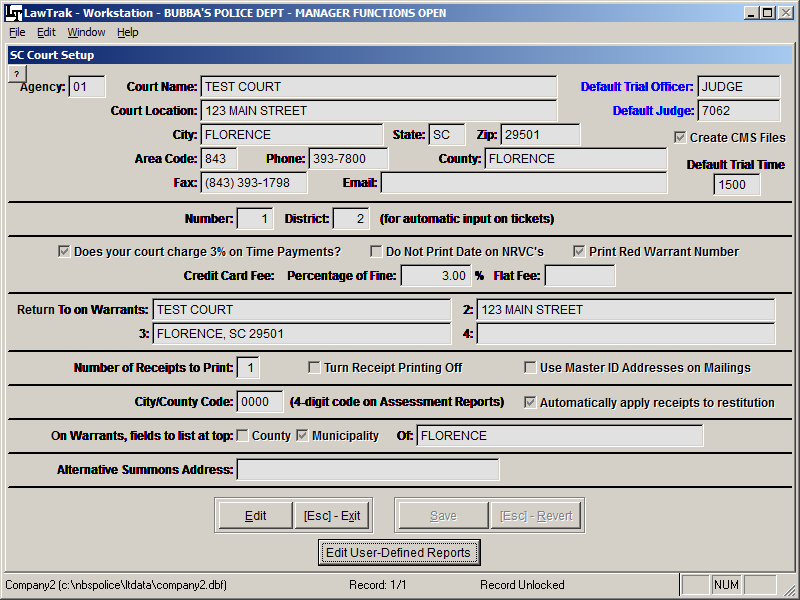 LawTrak - Workstation - BUBBA'S POLICE DEPT - MANAGER FUNCTIONS OPEN
File Edit Window Help
SC Court Setup
?
Agency: 01 Court Name: TEST COURT Default Trial Officer: JUDGE
Court Location: 123 MAIN STREET Default Judge: 7062
City: FLORENCE State: SC Zip: 29501 Create CMS Files
Area Code: 843 Phone: 393-7800 County: FLORENCE Default Trial Time
Fax: (843) 393-1798 Email: 1500
Number: 1 District: 2 (for automatic input on tickets)
Does your court charge 3% on Time Payments? Do Not Print Date on NRVC's Print Red Warrant Number
Credit Card Fee: Percentage of Fine: 3.00 % Flat Fee:
Return To on Warrants: TEST COURT 2: 123 MAIN STREET
3: FLORENCE, SC 29501 4:
Number of Receipts to Print: 1 Turn Receipt Printing Off Use Master ID Addresses on Mailings
City/County Code: 0000 (4-digit code on Assessment Reports) Automatically apply receipts to restitution
On Warrants, fields to list at top: County Municipality Of: FLORENCE
Alternative Summons Address:
Edit [Esc] - Exit Save [Esc] - Revert
Edit User-Defined Reports
Company2 (c:\nbspolice\ltdata\company2.dbf) Record: 1/1 Record Unlocked NUM